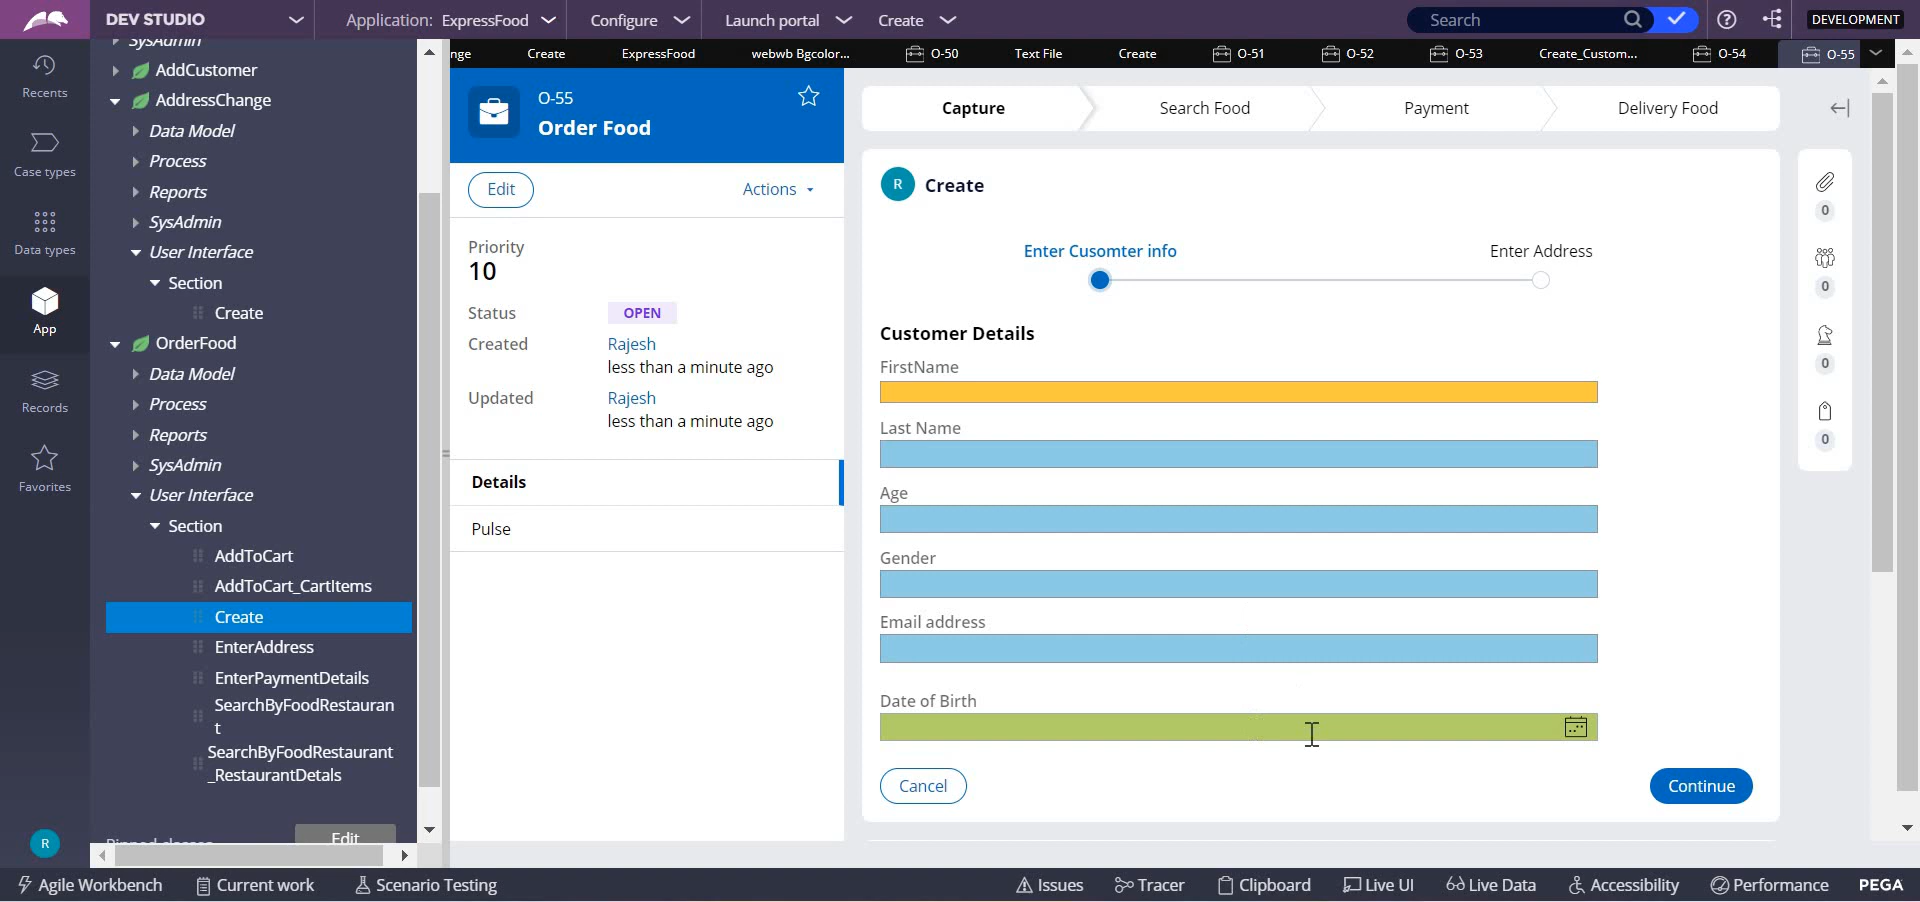 DEV STUDIO
Application: ExpressFood
Configure
Launch portal
Create
Search
DEVELOPMENT
nge
Create
ExpressFood
webwb Bgcolor...
O-50
Text File
Create
O-51
O-52
O-53
Create_Custom...
O-54
O-55
Recents
Case types
Data types
App
Records
Favorites
R
SysAdmin
AddCustomer
AddressChange
Data Model
Process
Reports
SysAdmin
User Interface
Section
Create
OrderFood
Data Model
Process
Reports
SysAdmin
User Interface
Section
AddToCart
AddToCart_CartItems
Create
EnterAddress
EnterPaymentDetails
SearchByFoodRestauran
t
SearchByFoodRestaurant
_RestaurantDetals
Pinned classes
Edit
O-55
Order Food
Edit
Actions
Priority
10
Status OPEN
Created Rajesh
less than a minute ago
Updated Rajesh
less than a minute ago
Details
Pulse
Capture
Search Food
Payment
Delivery Food
R Create
Enter Cusomter info
Enter Address
Customer Details
FirstName
Last Name
Age
Gender
Email address
Date of Birth
Cancel
Continue
0
0
0
0
Agile Workbench
Current work
Scenario Testing
Issues
Tracer
Clipboard
Live UI
Live Data
Accessibility
Performance
PEGA